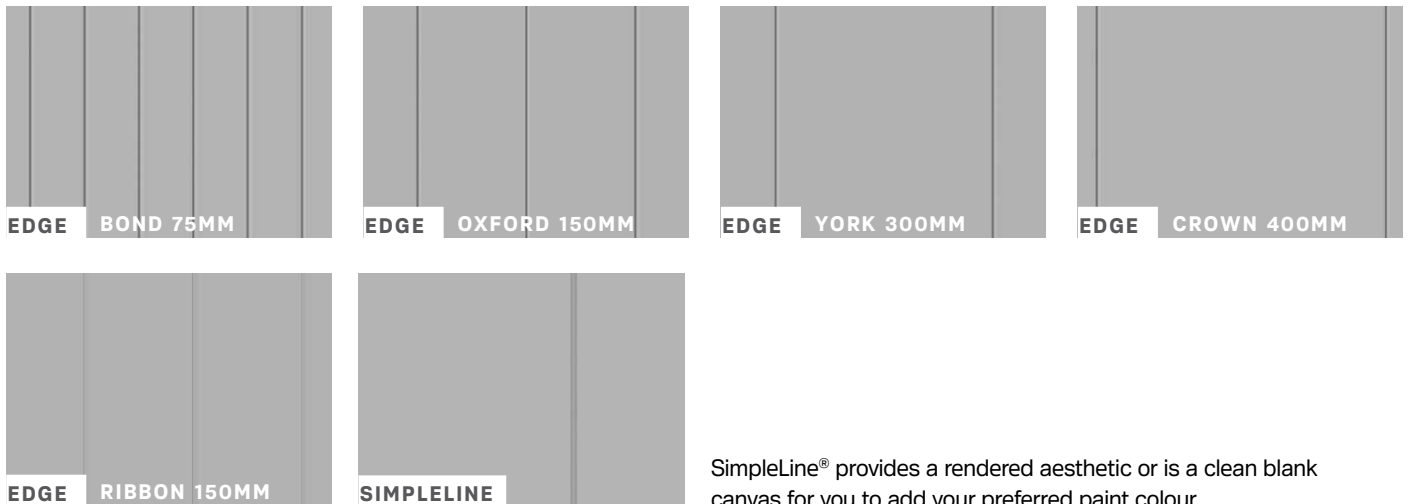 EDGE BOND 75MM
EDGE OXFORD 150MM
EDGE YORK 300MM
EDGE CROWN 400MM
EDGE RIBBON 150MM
SIMPLELINE
SimpleLine® provides a rendered aesthetic or is a clean blank
canvas for you to add your preferred paint colour